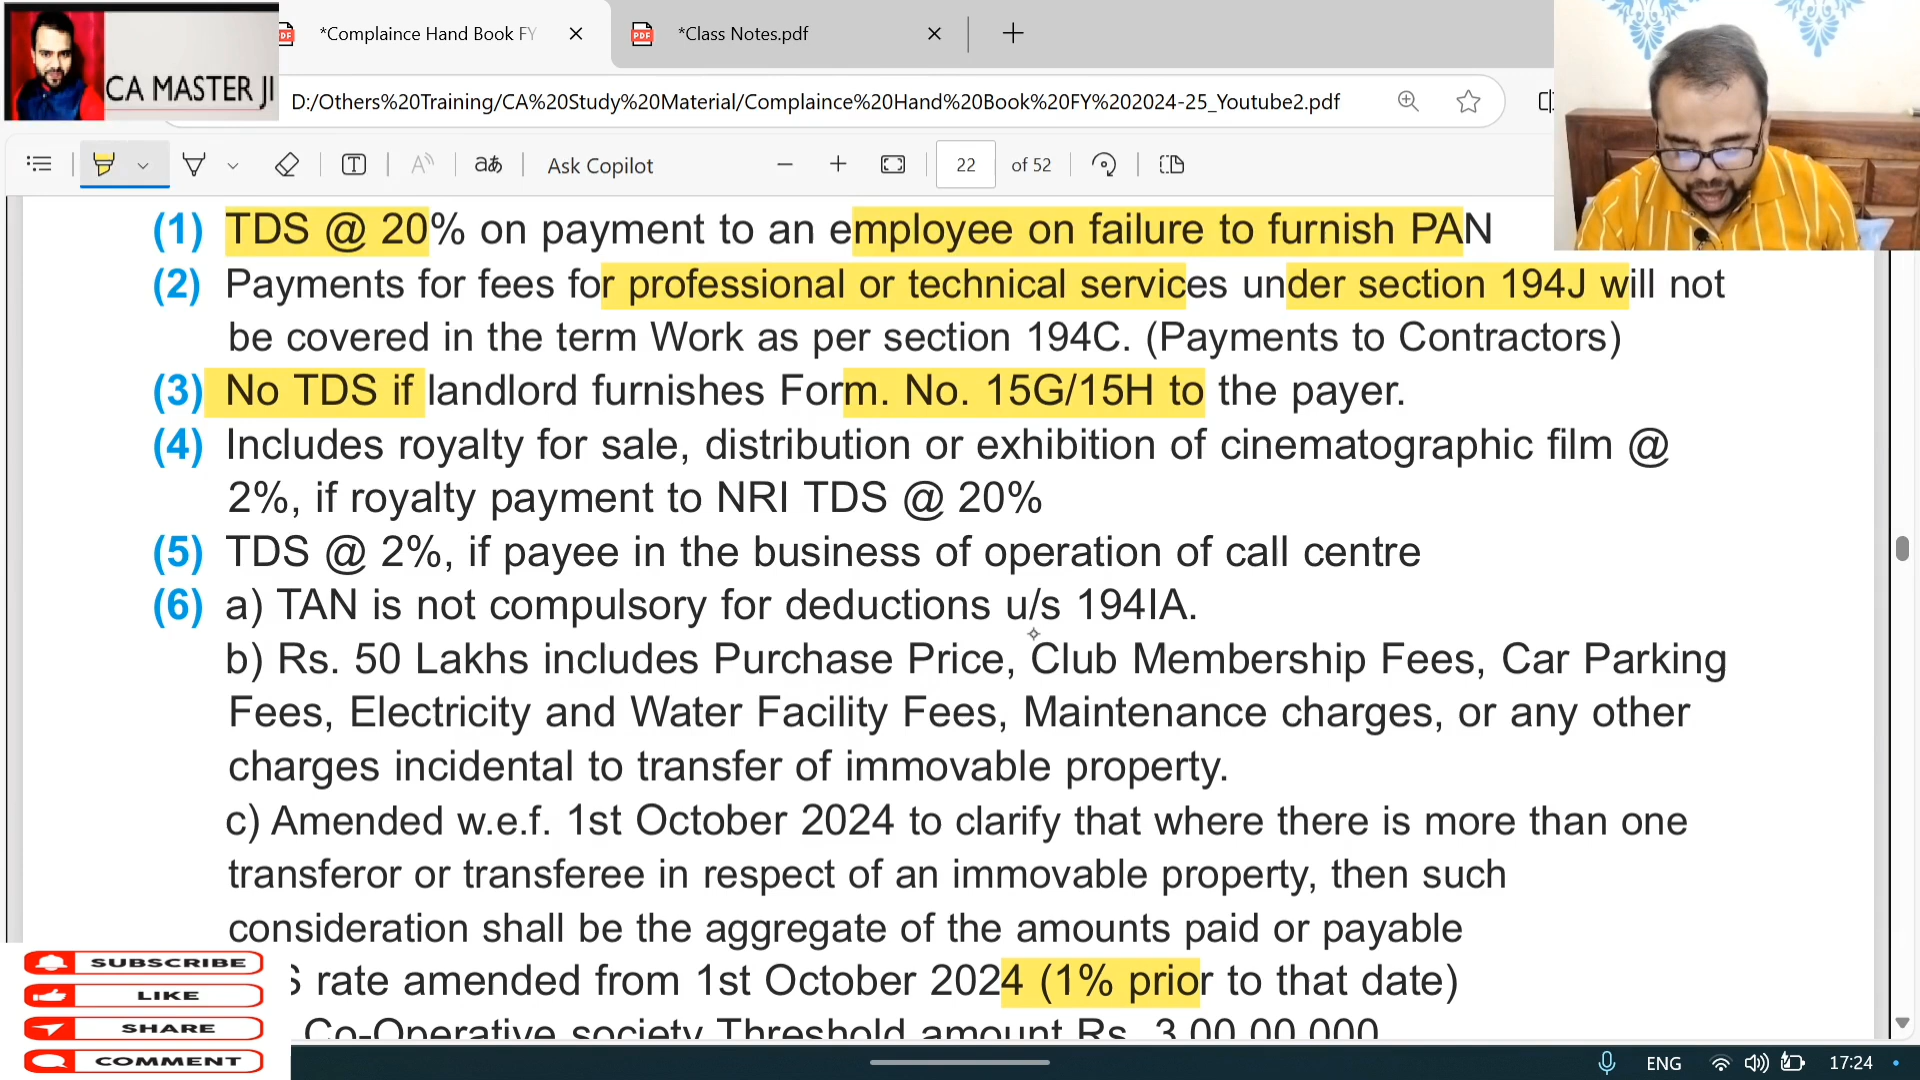 CA MASTER JI
*Complaince Hand Book FY
*Class Notes.pdf
D:/Others%20Training/CA%20Study%20Material/Complaince%20Hand%20Book%20FY%202024-25_Youtube2.pdf
Ask Copilot
22 of 52
(1) TDS @ 20% on payment to an employee on failure to furnish PAN
(2) Payments for fees for professional or technical services under section 194J will not
be covered in the term Work as per section 194C. (Payments to Contractors)
(3) No TDS if landlord furnishes Form. No. 15G/15H to the payer.
(4) Includes royalty for sale, distribution or exhibition of cinematographic film @
2%, if royalty payment to NRI TDS @ 20%
(5) TDS @ 2%, if payee in the business of operation of call centre
(6) a) TAN is not compulsory for deductions u/s 194IA.
b) Rs. 50 Lakhs includes Purchase Price, Club Membership Fees, Car Parking
Fees, Electricity and Water Facility Fees, Maintenance charges, or any other
charges incidental to transfer of immovable property.
c) Amended w.e.f. 1st October 2024 to clarify that where there is more than one
transferor or transferee in respect of an immovable property, then such
consideration shall be the aggregate of the amounts paid or payable
rate amended from 1st October 2024 (1% prior to that date)
Co-Operative society Threshold amount Rs. 3,00,00,000
SUBSCRIBE
LIKE
SHARE
COMMENT
ENG
17:24